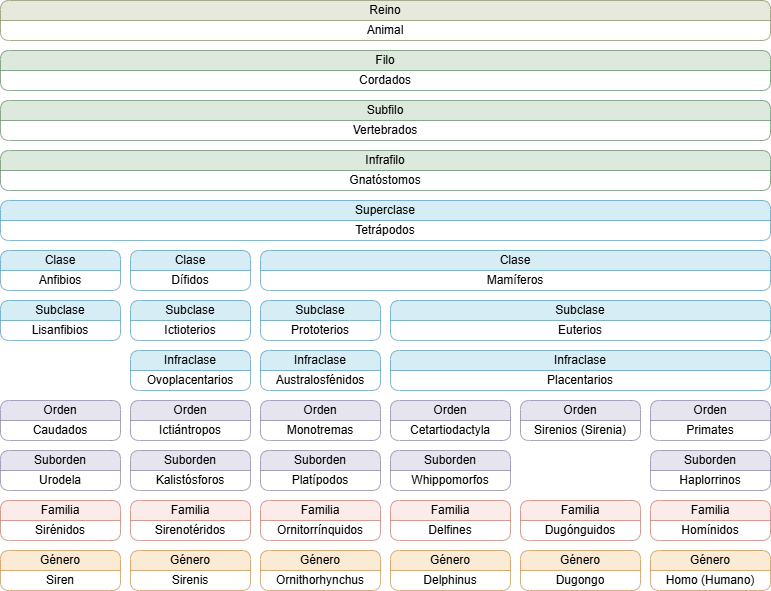 Reino
Animal
Filo
Cordados
Subfilo
Vertebrados
Infrafilo
Gnatóstomos
Superclase
Tetrápodos
Clase Clase Clase
Anfibios Dífidos Mamíferos
Subclase Subclase Subclase Subclase
Lisanfibios Ictioterios Prototerios Euterios
Infraclase Infraclase Infraclase
Ovoplacentarios Australosfénidos Placentarios
Orden Orden Orden Orden Orden Orden
Caudados Ictiántropos Monotremas Cetartiodactyla Sirenios (Sirenia) Primates
Suborden Suborden Suborden Suborden Suborden
Urodela Kalistósforos Platípodos Whippomorfos Haplorrinos
Familia Familia Familia Familia Familia Familia
Sirénidos Sirenotéridos Ornitorrínquidos Delfines Dugónguidos Homínidos
Género Género Género Género Género Género
Siren Sirenis Ornithorhynchus Delphinus Dugongo Homo (Humano)